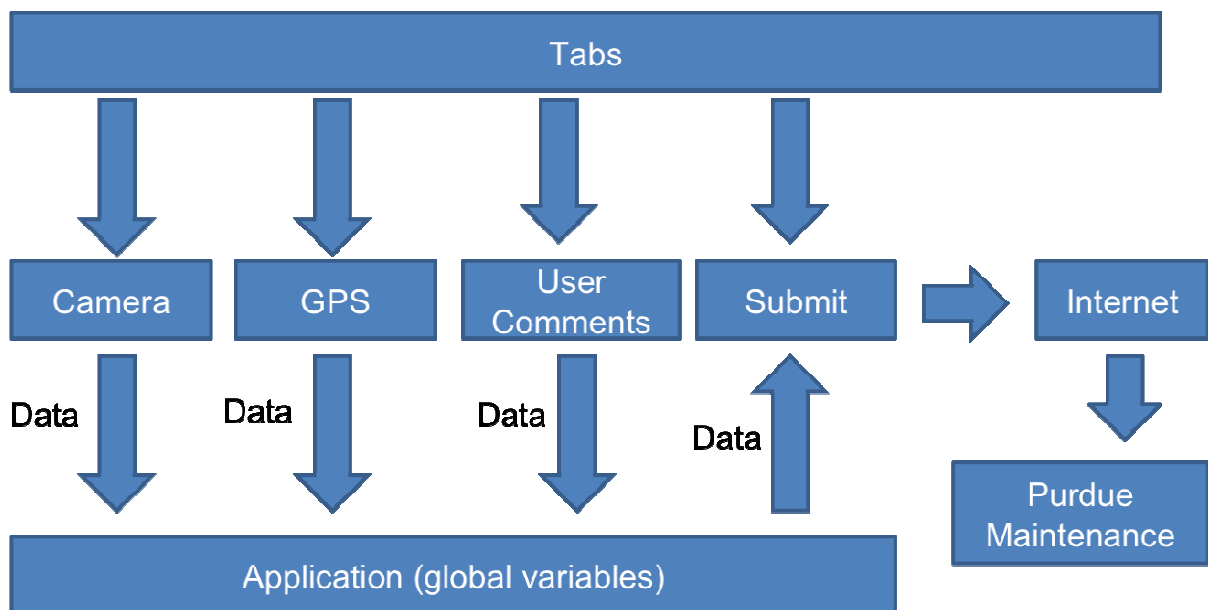 Tabs
Camera
GPS
User
Comments
Submit
Internet
Data
Data
Data
Data
Purdue
Maintenance
Application (global variables)